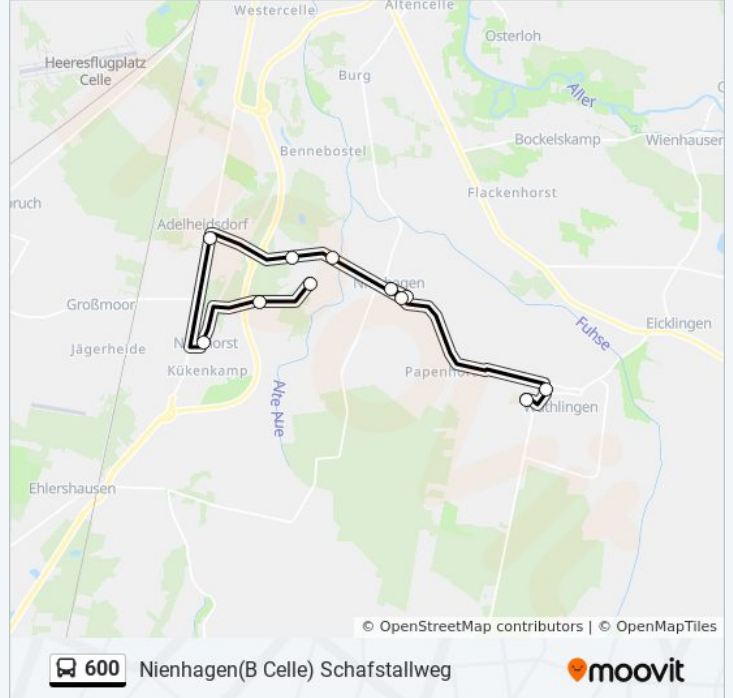 Westercelle
Altencelle
Osterloh
Heeresflugplatz
Celle
Burg
Aller
Bennebostel
Bockelskamp
Wienhausen
Flackenhorst
bruch
Adelheidsdorf
Großmoor
Fuhse
Eicklingen
Jägerheide
Kükenkamp
Alte Aue
Wathlingen
Ehlershausen
© OpenStreetMap contributors | © OpenMapTiles
600
Nienhagen(B Celle) Schafstallweg
moovit